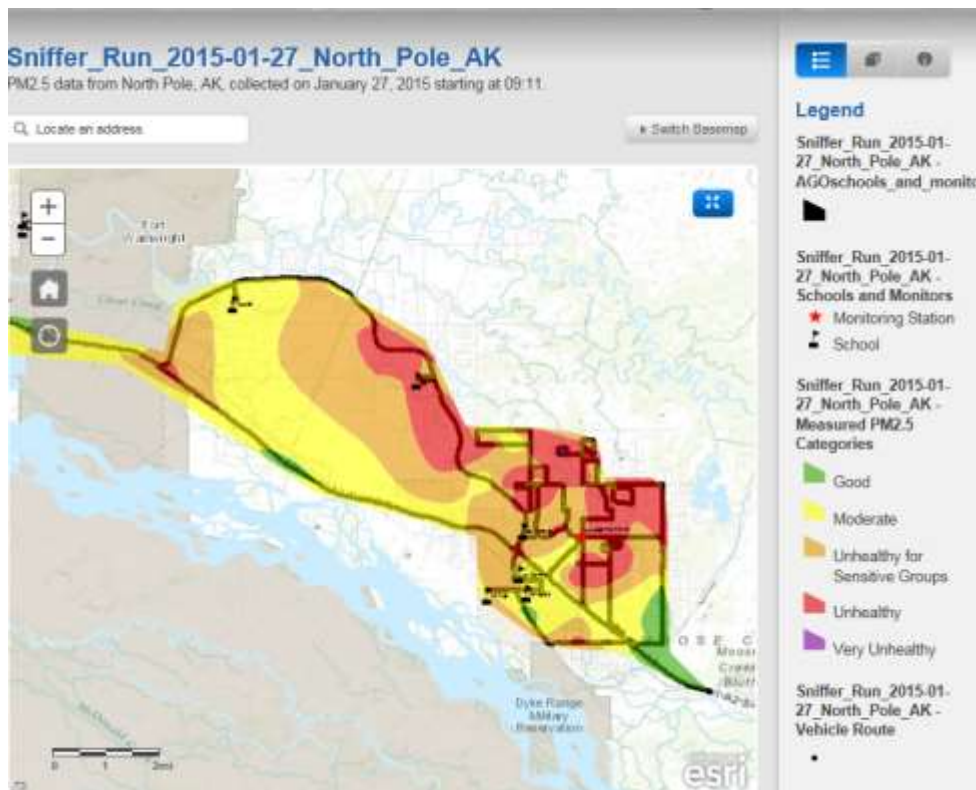 Sniffer_Run_2015-01-27_North_Pole_AK
PM2.5 data from North Pole, AK, collected on January 27, 2015 starting at 09:11.
Locate an address
Switch Basemap
+
−
Fort
Wainwright
OSE C
Moose
Creek
Bluff
Dyke Range
Military
Reservation
0 1 2mi
esri
Legend
Sniffer_Run_2015-01-
27_North_Pole_AK -
AGOschools_and_monito
Sniffer_Run_2015-01-
27_North_Pole_AK -
Schools and Monitors
Monitoring Station
School
Sniffer_Run_2015-01-
27_North_Pole_AK -
Measured PM2.5
Categories
Good
Moderate
Unhealthy for
Sensitive Groups
Unhealthy
Very Unhealthy
Sniffer_Run_2015-01-
27_North_Pole_AK -
Vehicle Route